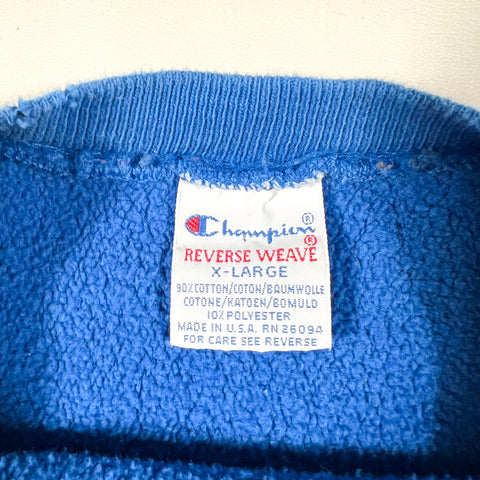 Champion®
REVERSE WEAVE®
X-LARGE
90% COTTON/COTON/BAUMWOLLE
COTONE/KATOEN/BOMULD
10% POLYESTER
MADE IN U.S.A. RN 26094
FOR CARE SEE REVERSE